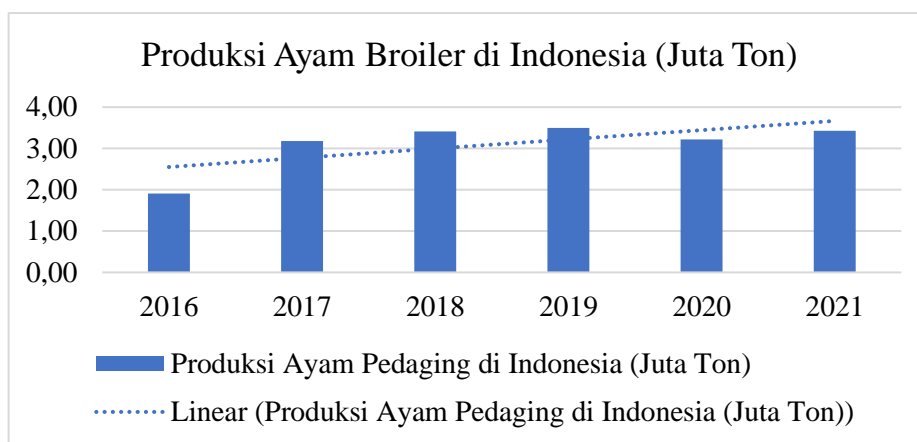 Produksi Ayam Broiler di Indonesia (Juta Ton)
4,00
3,00
2,00
1,00
0,00
2016 2017 2018 2019 2020 2021
Produksi Ayam Pedaging di Indonesia (Juta Ton)
Linear (Produksi Ayam Pedaging di Indonesia (Juta Ton))